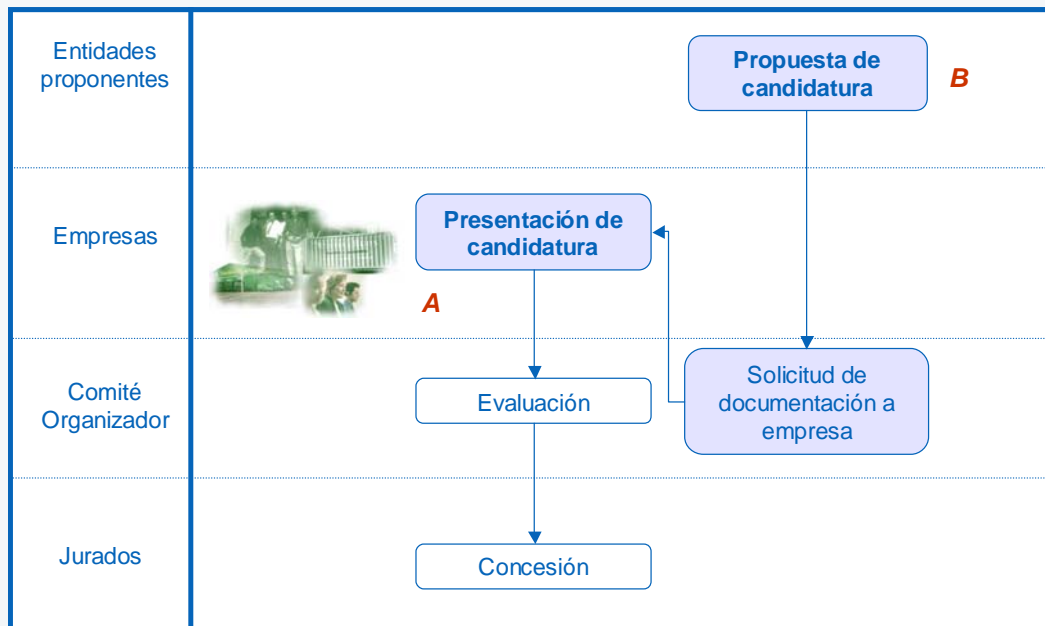 Entidades
proponentes
Propuesta de
candidatura
B
Empresas
Presentación de
candidatura
A
Comité
Organizador
Evaluación
Solicitud de
documentación a
empresa
Jurados
Concesión